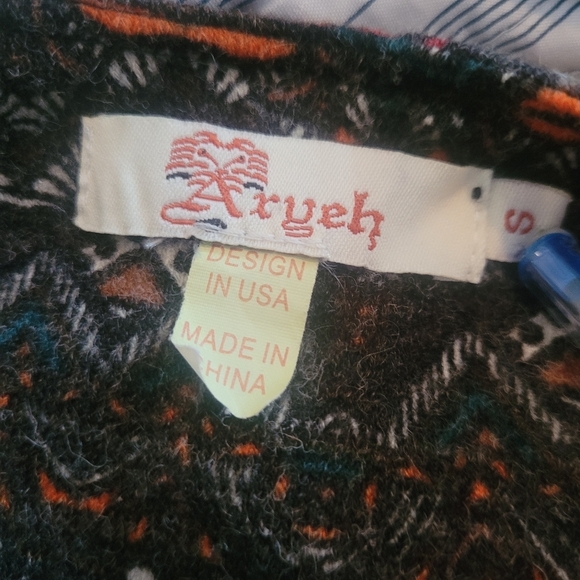 Aryeh
S
DESIGN
IN USA
MADE IN
CHINA